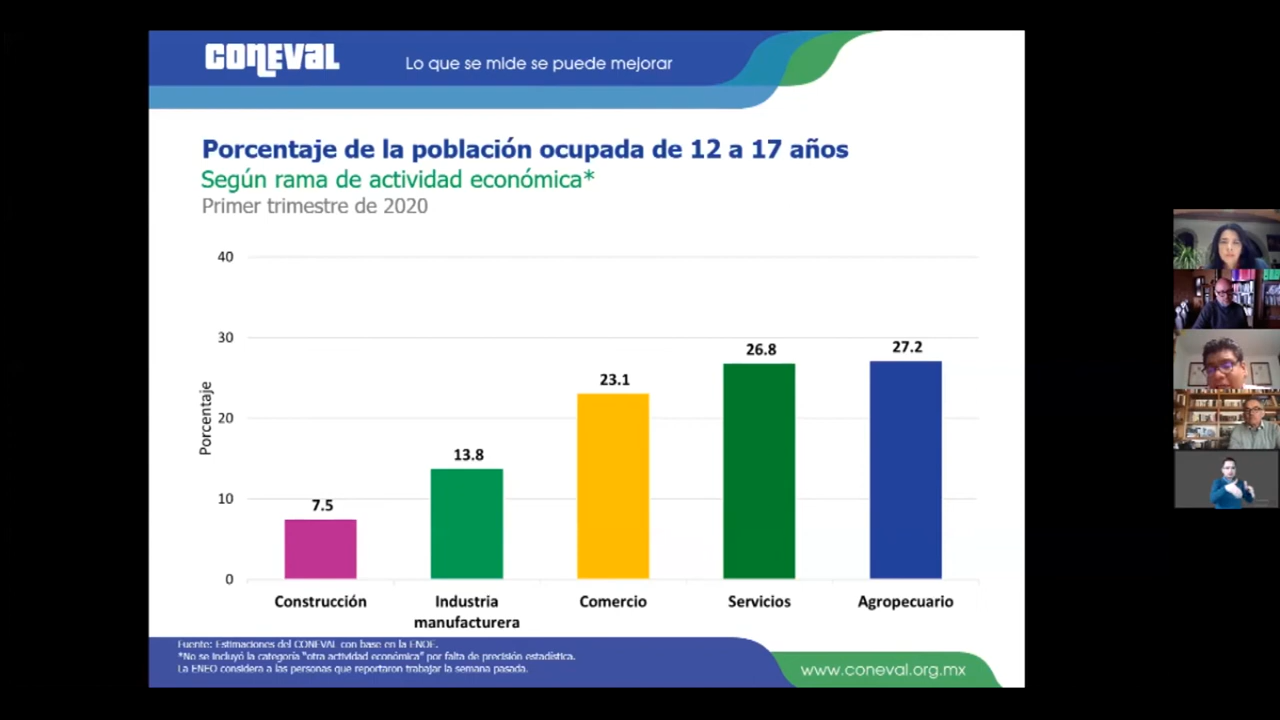 CONEVAL
Lo que se mide se puede mejorar
Porcentaje de la población ocupada de 12 a 17 años
Según rama de actividad económica*
Primer trimestre de 2020
40
30
20
10
0
Porcentaje
7.5
13.8
23.1
26.8
27.2
Construcción
Industria
manufacturera
Comercio
Servicios
Agropecuario
Fuente: Estimaciones del CONEVAL con base en la ENOE.
*No se incluyó la categoría "otra actividad económica" por falta de precisión estadística.
La ENEO considera a las personas que reportaron trabajar la semana pasada.
www.coneval.org.mx